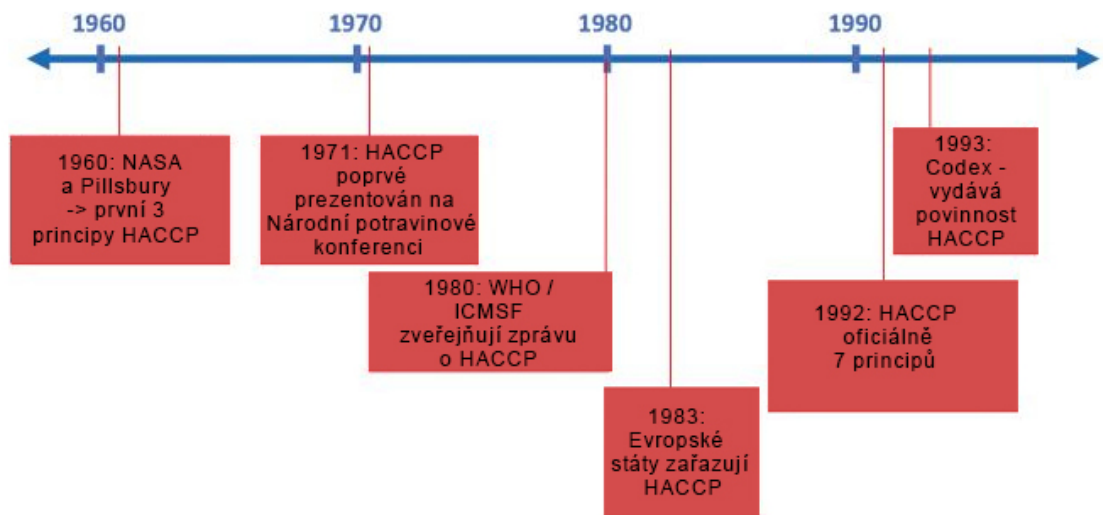 1960
1970
1980
1990
1960: NASA
a Pillsbury
-> první 3
principy HACCP
1971: HACCP
poprvé
prezentován na
Národní potravinové
konferenci
1980: WHO /
ICMSF
zveřejňují zprávu
o HACCP
1983:
Evropské
státy zařazují
HACCP
1992: HACCP
oficiálně
7 principů
1993:
Codex -
vydává
povinnost
HACCP